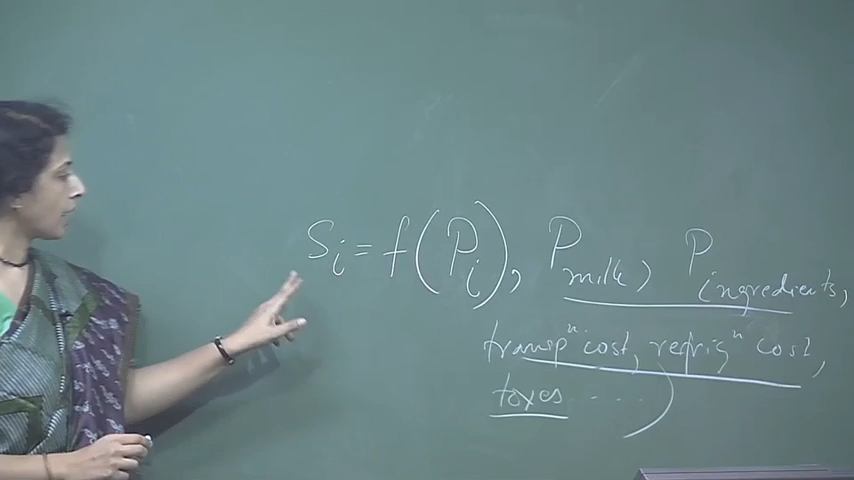 Si = f(Pi), Pmilk, Pingredients,
transpⁿ cost, refrigⁿ cost,
taxes ....)